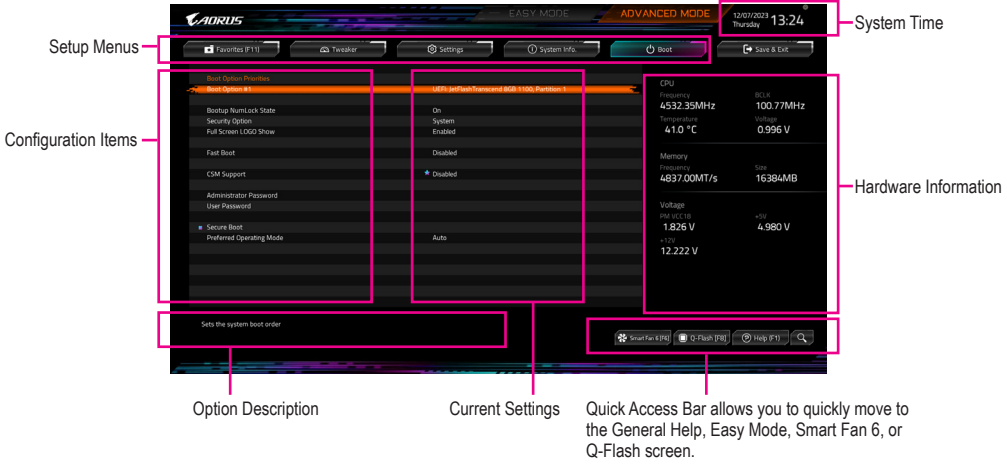 AORUS
EASY MODE
ADVANCED MODE
12/07/2023
Thursday
13:24
System Time
Setup Menus
Favorites (F11)
Tweaker
Settings
System Info.
Boot
Save & Exit
Configuration Items
Boot Option Priorities
Boot Option #1
UEFI: JetFlashTranscend 8GB 1100, Partition 1
Bootup NumLock State
On
Security Option
System
Full Screen LOGO Show
Enabled
Fast Boot
Disabled
CSM Support
Disabled
Administrator Password
User Password
Secure Boot
Preferred Operating Mode
Auto
CPU
Frequency
BCLK
4532.35MHz
100.77MHz
Temperature
Voltage
41.0 °C
0.996 V
Memory
Frequency
Size
4837.00MT/s
16384MB
Voltage
PM VCC18
+5V
1.826 V
4.980 V
+12V
12.222 V
Hardware Information
Sets the system boot order
Smart Fan 6 [F6]
Q-Flash [F8]
Help (F1)
Option Description
Current Settings
Quick Access Bar allows you to quickly move to
the General Help, Easy Mode, Smart Fan 6, or
Q-Flash screen.